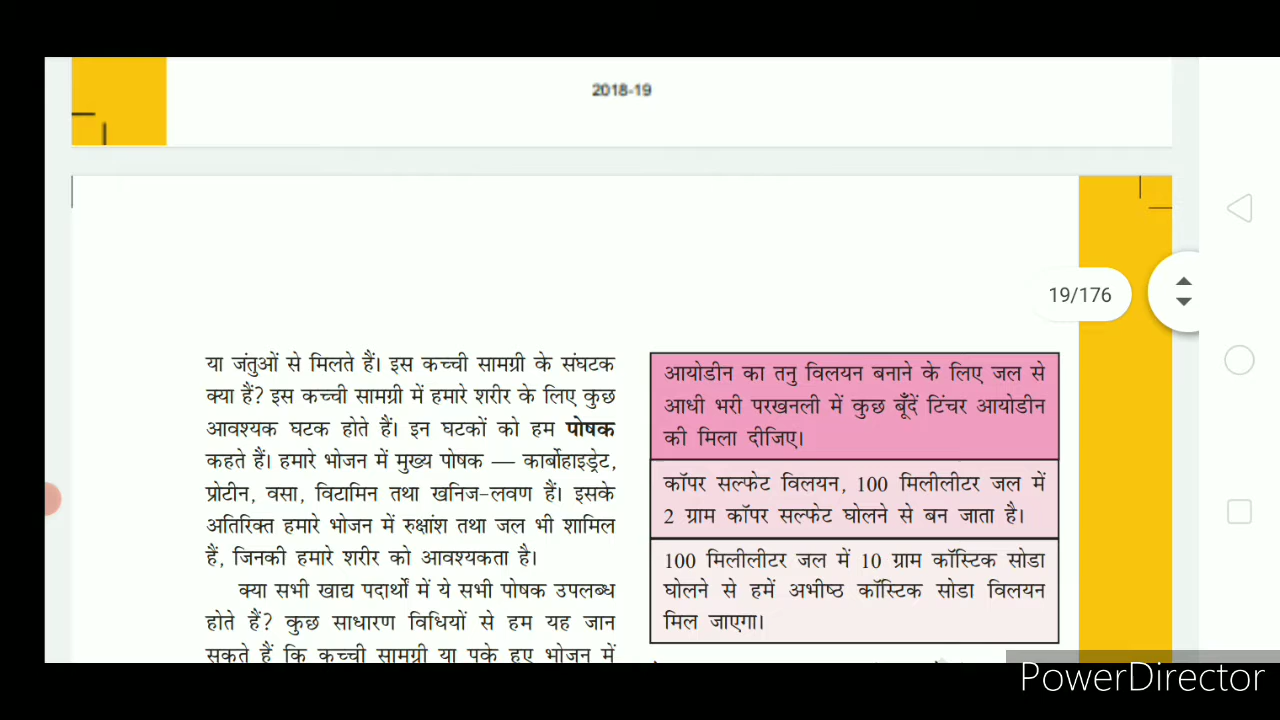 2018-19
19/176
या जंतुओं से मिलते हैं। इस कच्ची सामग्री के संघटक
क्या हैं? इस कच्ची सामग्री में हमारे शरीर के लिए कुछ
आवश्यक घटक होते हैं। इन घटकों को हम पोषक
कहते हैं। हमारे भोजन में मुख्य पोषक — कार्बोहाइड्रेट,
प्रोटीन, वसा, विटामिन तथा खनिज-लवण हैं। इसके
अतिरिक्त हमारे भोजन में रुक्षांश तथा जल भी शामिल
हैं, जिनकी हमारे शरीर को आवश्यकता है।
क्या सभी खाद्य पदार्थों में ये सभी पोषक उपलब्ध
होते हैं? कुछ साधारण विधियों से हम यह जान
सकते हैं कि कच्ची सामग्री या पके हुए भोजन में
आयोडीन का तनु विलयन बनाने के लिए जल से
आधी भरी परखनली में कुछ बूँदें टिंचर आयोडीन
की मिला दीजिए।
कॉपर सल्फेट विलयन, 100 मिलीलीटर जल में
2 ग्राम कॉपर सल्फेट घोलने से बन जाता है।
100 मिलीलीटर जल में 10 ग्राम कॉस्टिक सोडा
घोलने से हमें अभीष्ठ कॉस्टिक सोडा विलयन
मिल जाएगा।
PowerDirector